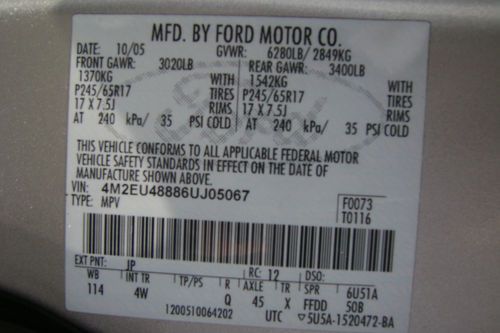 MFD. BY FORD MOTOR CO.
DATE: 10/05 GVWR: 6280LB/ 2849KG
FRONT GAWR: 3020LB REAR GAWR: 3400LB
1370KG 1542KG
P245/65R17 TIRES P245/65R17 TIRES
17 X 7.5J RIMS 17 X 7.5J RIMS
AT 240 kPa/ 35 PSI COLD AT 240 kPa/ 35 PSI COLD
THIS VEHICLE CONFORMS TO ALL APPLICABLE FEDERAL MOTOR
VEHICLE SAFETY STANDARDS IN EFFECT ON THE DATE OF
MANUFACTURE SHOWN ABOVE.
VIN: 4M2EU48886UJ05067
TYPE: MPV
F0073
T0116
EXT PNT: JP RC: 12 DSO:
WB INT TR TP/PS R AXLE TR SPR 6U51A
114 4W Q 45 X FFDD SOB
1200510064202 UTC ▽5U5A-1520472-BA